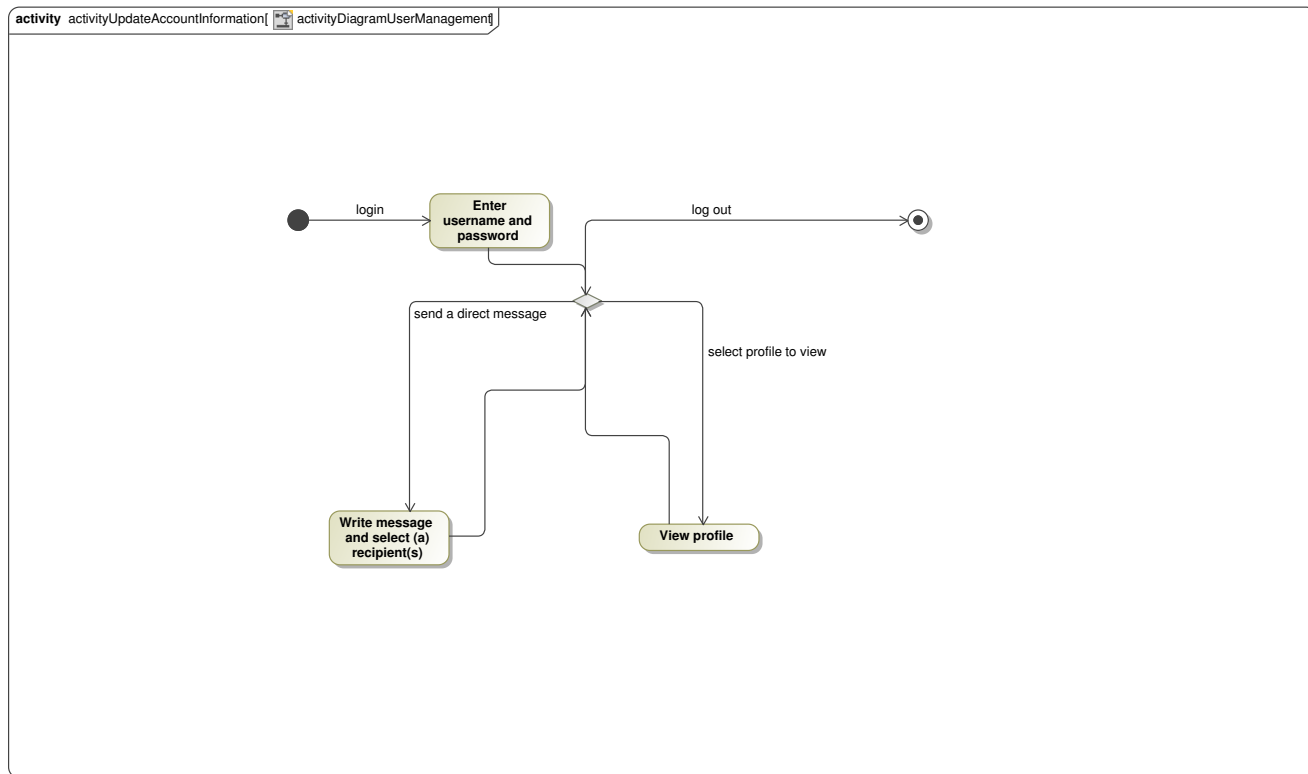 activity activityUpdateAccountInformation[ activityDiagramUserManagement]
login
Enter
username and
password
log out
send a direct message
select profile to view
Write message
and select (a)
recipient(s)
View profile